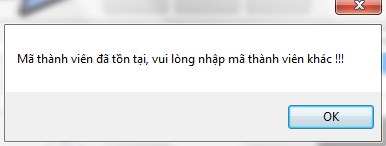 Mã thành viên đã tồn tại, vui lòng nhập mã thành viên khác !!!
OK